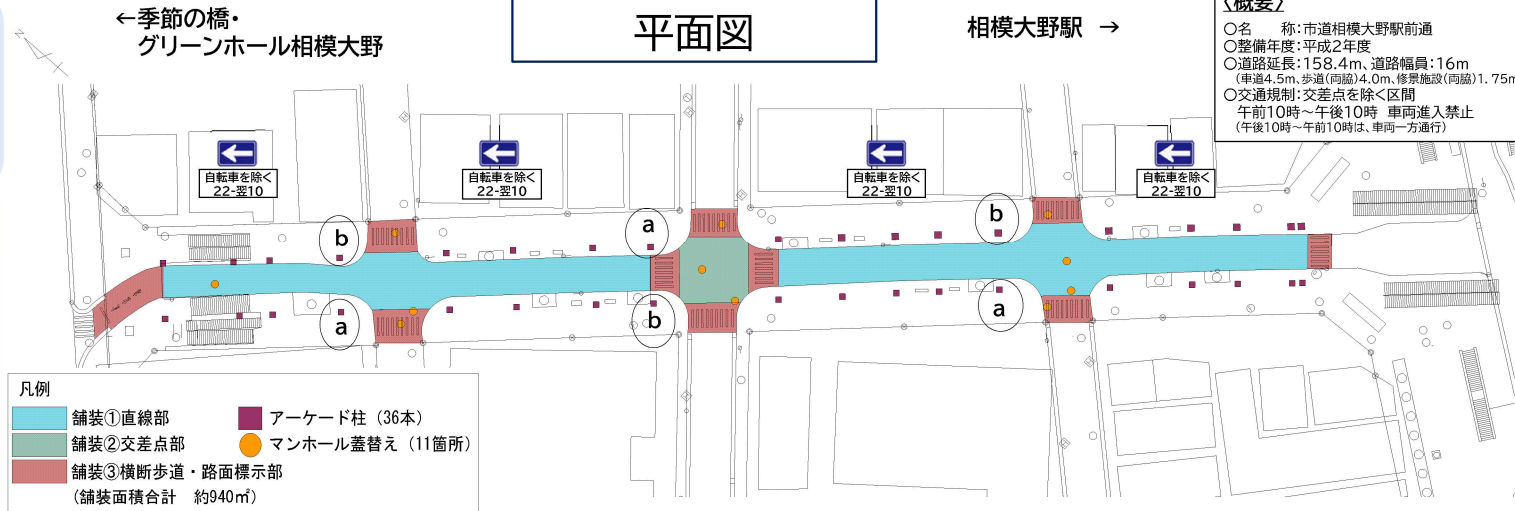 ←季節の橋・
グリーンホール相模大野
平面図
相模大野駅 →
〈概要〉
○名　　称:市道相模大野駅前通
○整備年度:平成2年度
○道路延長:158.4m、道路幅員:16m
(車道4.5m、歩道(両脇)4.0m、修景施設(両脇)1.75m
○交通規制:交差点を除く区間
午前10時～午後10時 車両進入禁止
(午後10時～午前10時は、車両一方通行)
自転車を除く
22-翌10
自転車を除く
22-翌10
自転車を除く
22-翌10
自転車を除く
22-翌10
b
a
b
a
b
a
凡例
舗装①直線部
アーケード柱（36本）
舗装②交差点部
マンホール蓋替え（11箇所）
舗装③横断歩道・路面標示部
(舗装面積合計　約940㎡)